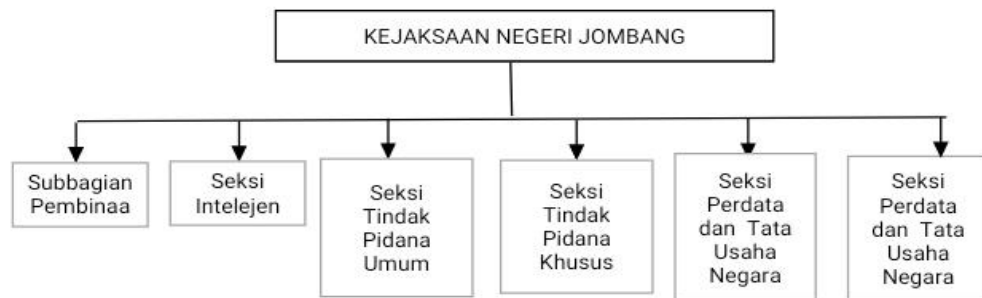 KEJAKSAAN NEGERI JOMBANG
Subbagian
Pembinaa
Seksi
Intelejen
Seksi
Tindak
Pidana
Umum
Seksi
Tindak
Pidana
Khusus
Seksi
Perdata
dan Tata
Usaha
Negara
Seksi
Perdata
dan Tata
Usaha
Negara